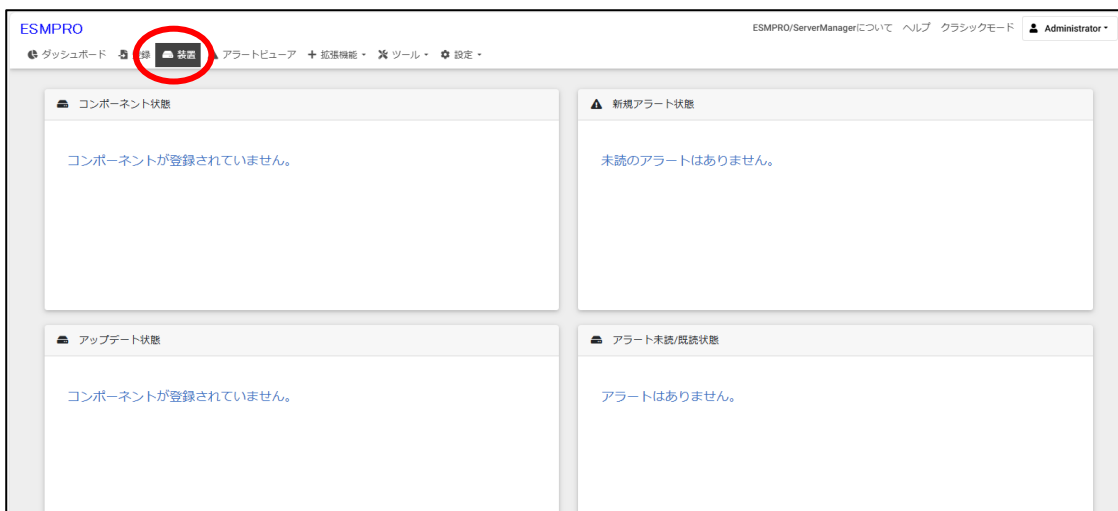 ESMPRO
ESMPRO/ServerManagerについて ヘルプ クラシックモード Administrator
ダッシュボード 録 装置 アラートビューア 拡張機能 ツール 設定
コンポーネント状態
コンポーネントが登録されていません。
新規アラート状態
未読のアラートはありません。
アップデート状態
コンポーネントが登録されていません。
アラート未読/既読状態
アラートはありません。